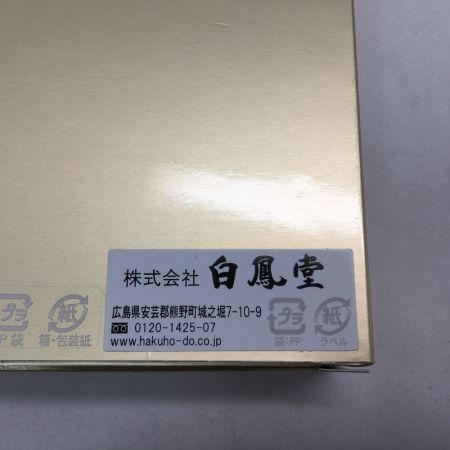 株式会社 白鳳堂
広島県安芸郡熊野町城之堀7-10-9
0120-1425-07
www.hakuho-do.co.jp
プラ
袋:PP
紙
ラベル
プラ
PP 袋
紙
箱・包装紙